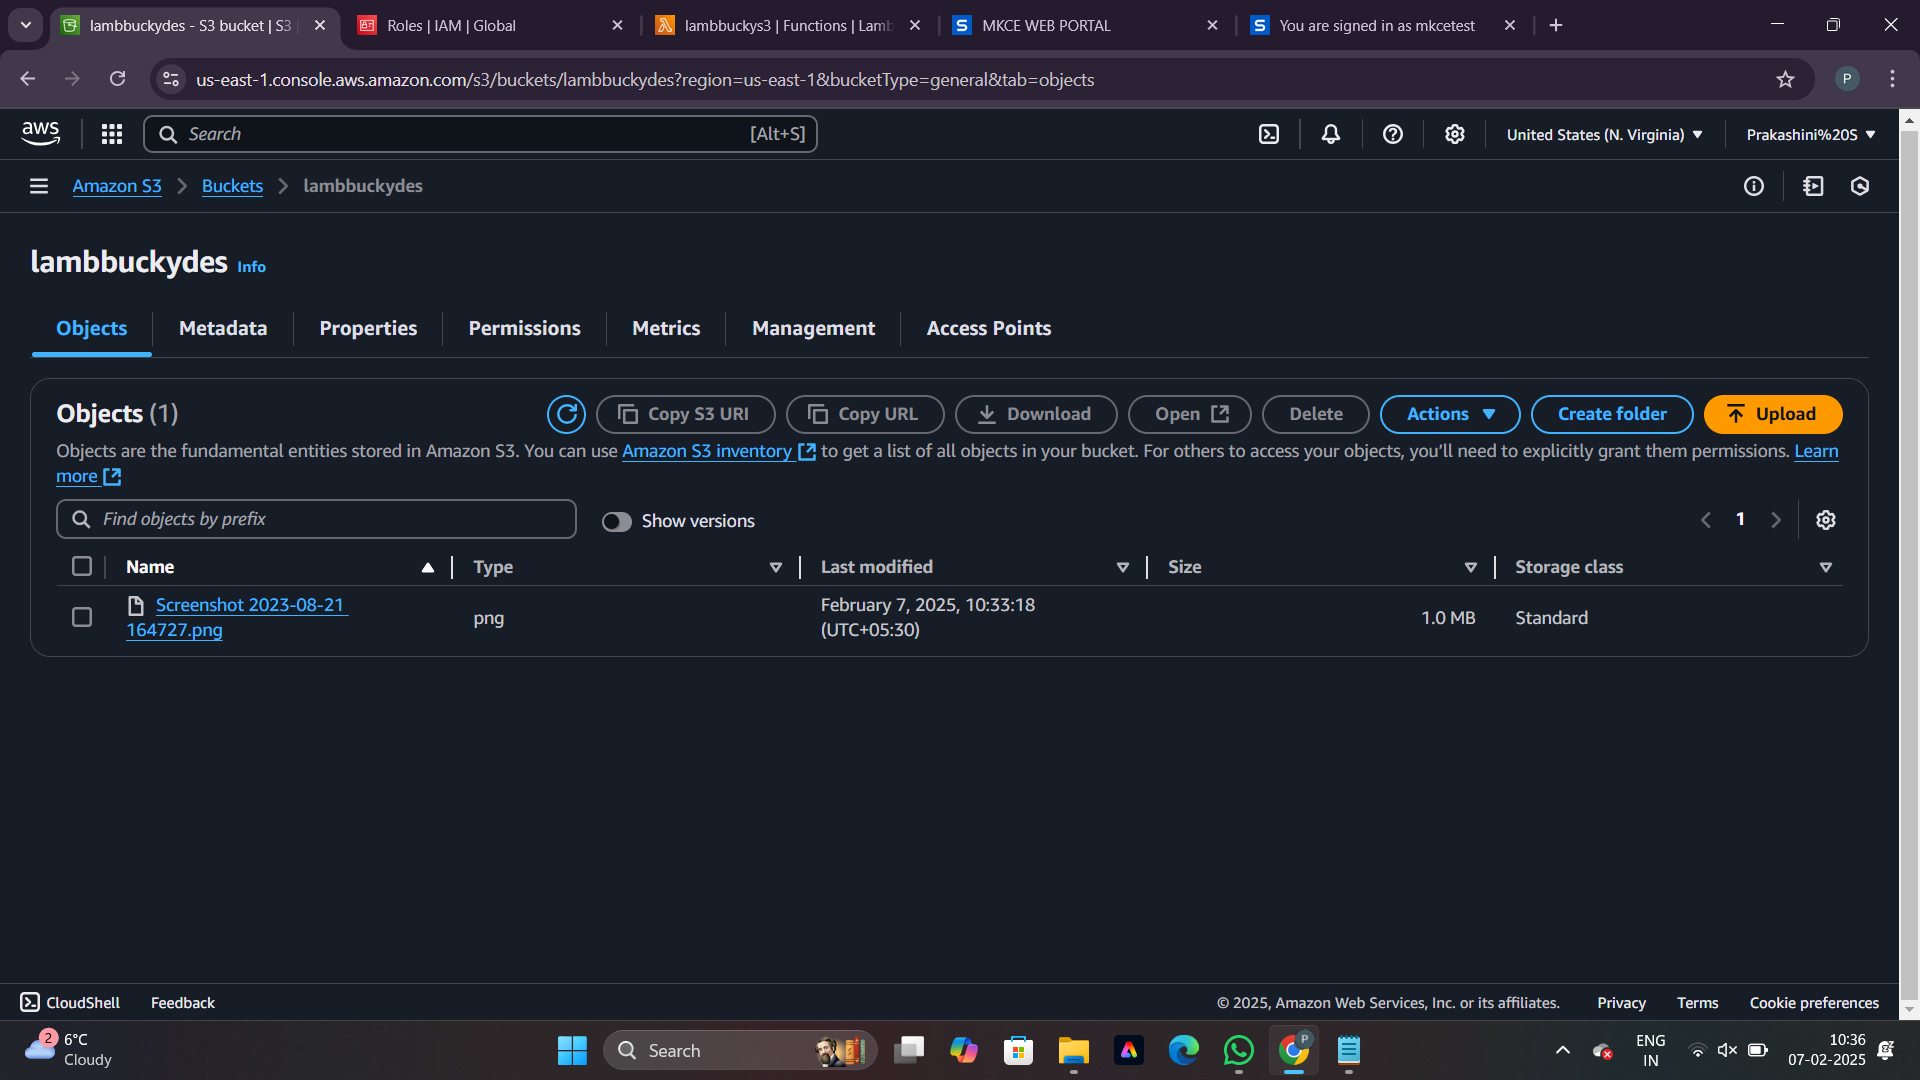 lambbuckydes - S3 bucket | S3
Roles | IAM | Global
lambbuckys3 | Functions | Lamb
MKCE WEB PORTAL
You are signed in as mkcetest
us-east-1.console.aws.amazon.com/s3/buckets/lambbuckydes?region=us-east-1&bucketType=general&tab=objects
P
aws
Search
[Alt+S]
United States (N. Virginia)
Prakashini%20S
Amazon S3
Buckets
lambbuckydes
lambbuckydes Info
Objects
Metadata
Properties
Permissions
Metrics
Management
Access Points
Objects (1)
Copy S3 URI
Copy URL
Download
Open
Delete
Actions
Create folder
Upload
Objects are the fundamental entities stored in Amazon S3. You can use Amazon S3 inventory to get a list of all objects in your bucket. For others to access your objects, you’ll need to explicitly grant them permissions. Learn
more
Find objects by prefix
Show versions
1
Name
Type
Last modified
Size
Storage class
Screenshot 2023-08-21
164727.png
png
February 7, 2025, 10:33:18
(UTC+05:30)
1.0 MB
Standard
CloudShell
Feedback
© 2025, Amazon Web Services, Inc. or its affiliates.
Privacy
Terms
Cookie preferences
2
6°C
Cloudy
Search
P
ENG
IN
10:36
07-02-2025